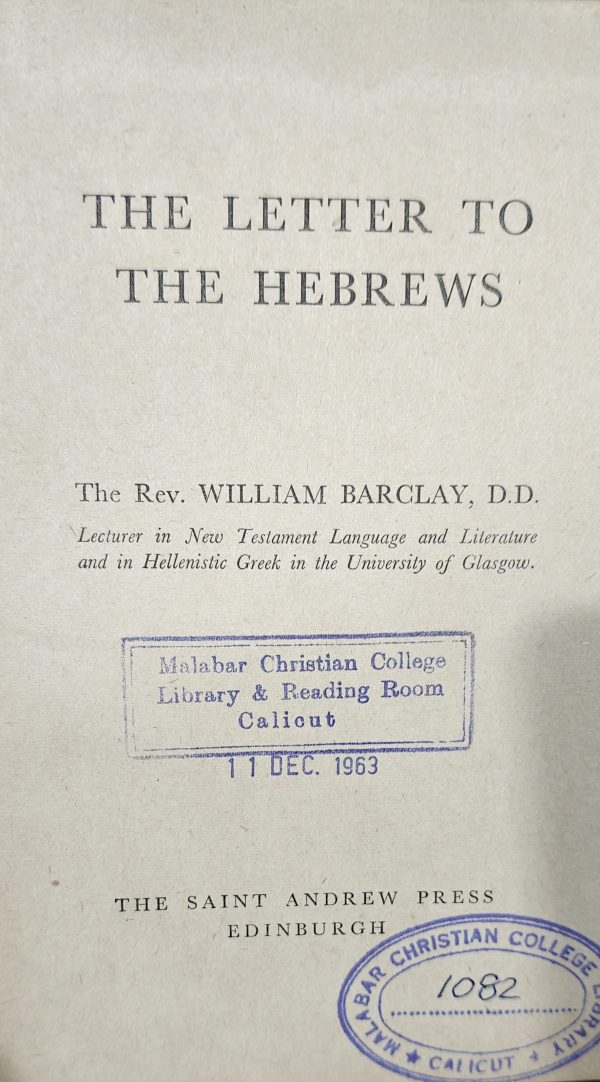 THE LETTER TO
THE HEBREWS
The Rev. WILLIAM BARCLAY, D.D.
Lecturer in New Testament Language and Literature
and in Hellenistic Greek in the University of Glasgow.
Malabar Christian College
Library & Reading Room
Calicut
11 DEC. 1963
THE SAINT ANDREW PRESS
EDINBURGH
MALABAR CHRISTIAN COLLEGE LIBRARY
1082
★ CALICUT ★